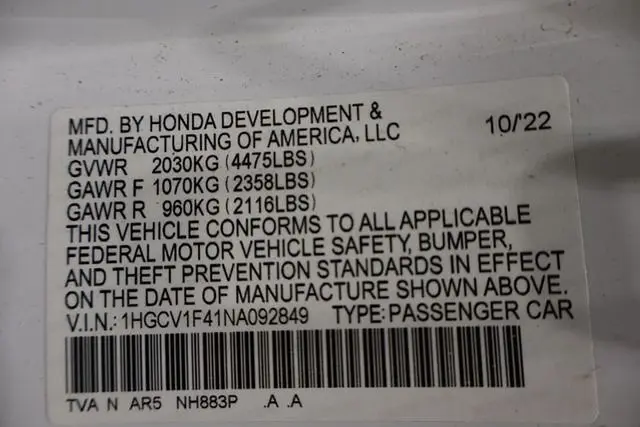 MFD. BY HONDA DEVELOPMENT &
MANUFACTURING OF AMERICA, LLC 10/'22
GVWR 2030KG (4475LBS)
GAWR F 1070KG (2358LBS)
GAWR R 960KG (2116LBS)
THIS VEHICLE CONFORMS TO ALL APPLICABLE
FEDERAL MOTOR VEHICLE SAFETY, BUMPER,
AND THEFT PREVENTION STANDARDS IN EFFECT
ON THE DATE OF MANUFACTURE SHOWN ABOVE.
V.I.N.: 1HGCV1F41NA092849 TYPE: PASSENGER CAR
TVA N AR5 NH883P .A .A